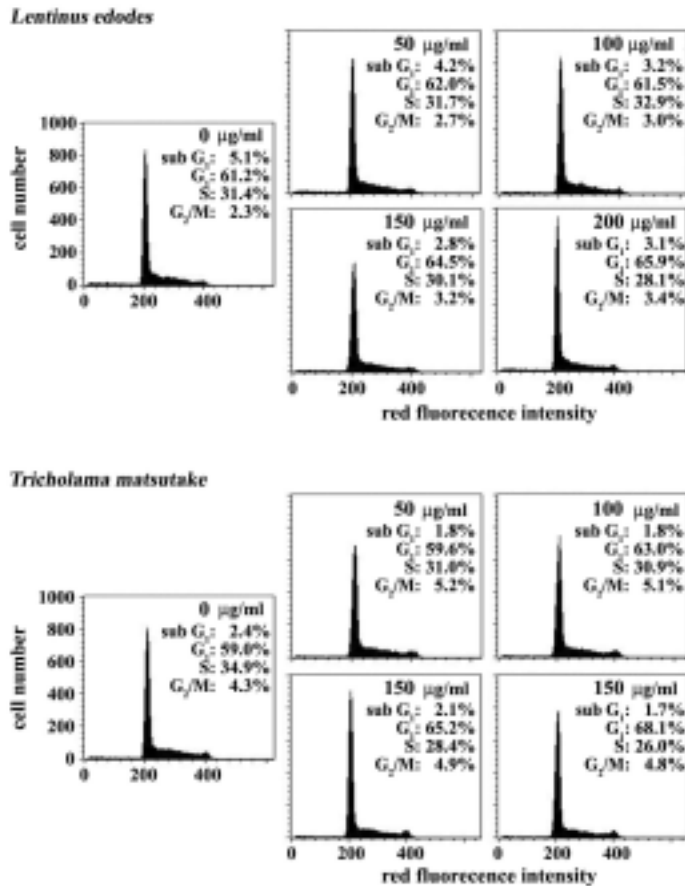 Lentinus edodes
cell number
1000
800
600
400
200
0
0 μg/ml
sub G₁: 5.1%
G₁: 61.2%
S: 31.4%
G₂/M: 2.3%
0 200 400
50 μg/ml
sub G₁: 4.2%
G₁: 62.0%
S: 31.7%
G₂/M: 2.7%
100 μg/ml
sub G₁: 3.2%
G₁: 61.5%
S: 32.9%
G₂/M: 3.0%
150 μg/ml
sub G₁: 2.8%
G₁: 64.5%
S: 30.1%
G₂/M: 3.2%
0 200 400
200 μg/ml
sub G₁: 3.1%
G₁: 65.9%
S: 28.1%
G₂/M: 3.4%
0 200 400
red fluorecence intensity
Tricholama matsutake
cell number
1000
800
600
400
200
0
0 μg/ml
sub G₁: 2.4%
G₁: 59.0%
S: 34.9%
G₂/M: 4.3%
0 200 400
50 μg/ml
sub G₁: 1.8%
G₁: 59.6%
S: 31.0%
G₂/M: 5.2%
100 μg/ml
sub G₁: 1.8%
G₁: 63.0%
S: 30.9%
G₂/M: 5.1%
150 μg/ml
sub G₁: 2.1%
G₁: 65.2%
S: 28.4%
G₂/M: 4.9%
0 200 400
150 μg/ml
sub G₁: 1.7%
G₁: 68.1%
S: 26.0%
G₂/M: 4.8%
0 200 400
red fluorecence intensity